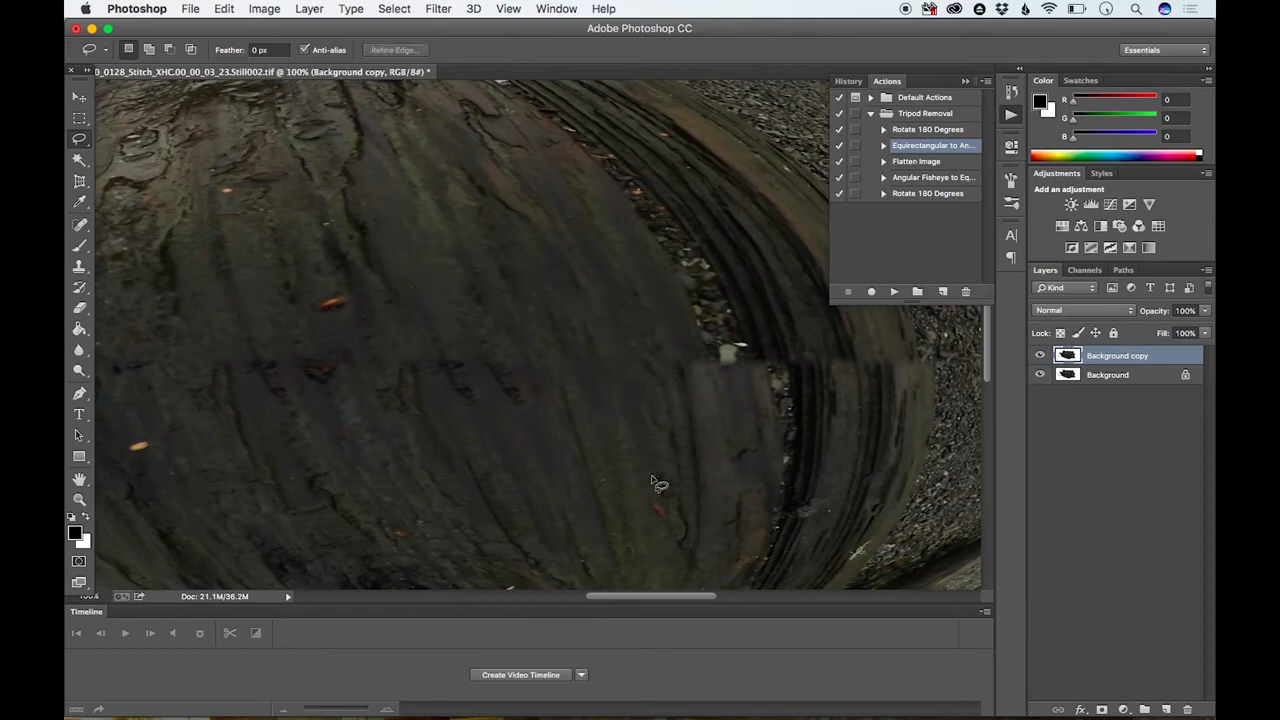 Photoshop File Edit Image Layer Type Select Filter 3D View Window Help
Adobe Photoshop CC
Feather: 0 px Anti-alias Refine Edge... Essentials
0_0128_Stitch_XHC.00_00_03_23.Still002.tif @ 100% (Background copy, RGB/8#) *
History Actions
Default Actions
Tripod Removal
Rotate 180 Degrees
Equirectangular to An...
Flatten Image
Angular Fisheye to Eq...
Rotate 180 Degrees
Color Swatches
R 0
G 0
B 0
Adjustments Styles
Add an adjustment
Layers Channels Paths
Kind
Normal Opacity: 100%
Lock: Fill: 100%
Background copy
Background
Doc: 21.1M/36.2M
Timeline
Create Video Timeline